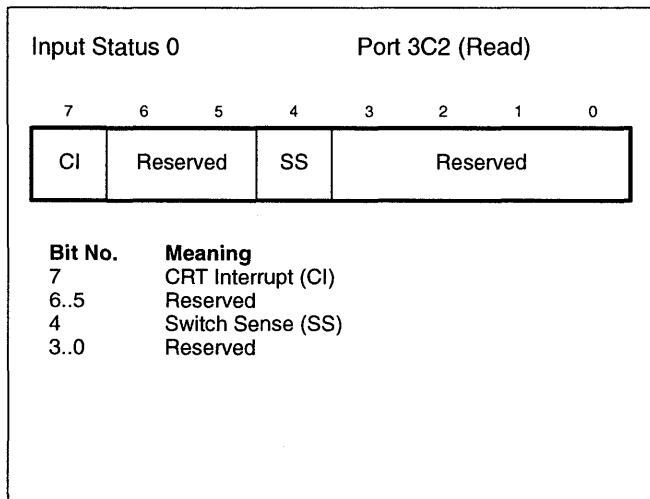 Input Status 0 Port 3C2 (Read)
7 6 5 4 3 2 1 0
CI Reserved SS Reserved
Bit No. Meaning
7 CRT Interrupt (CI)
6..5 Reserved
4 Switch Sense (SS)
3..0 Reserved